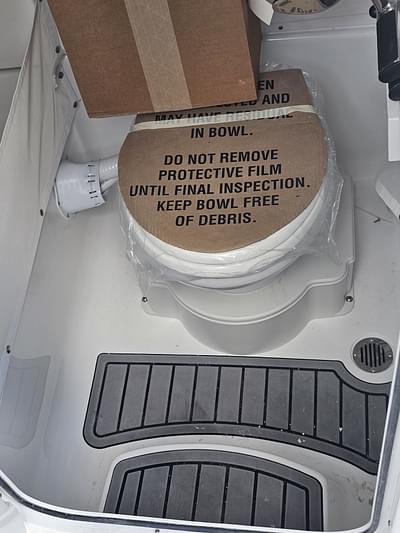 EN
AND
MAY HAVE RESIDUAL
IN BOWL.
DO NOT REMOVE
PROTECTIVE FILM
UNTIL FINAL INSPECTION.
KEEP BOWL FREE
OF DEBRIS.